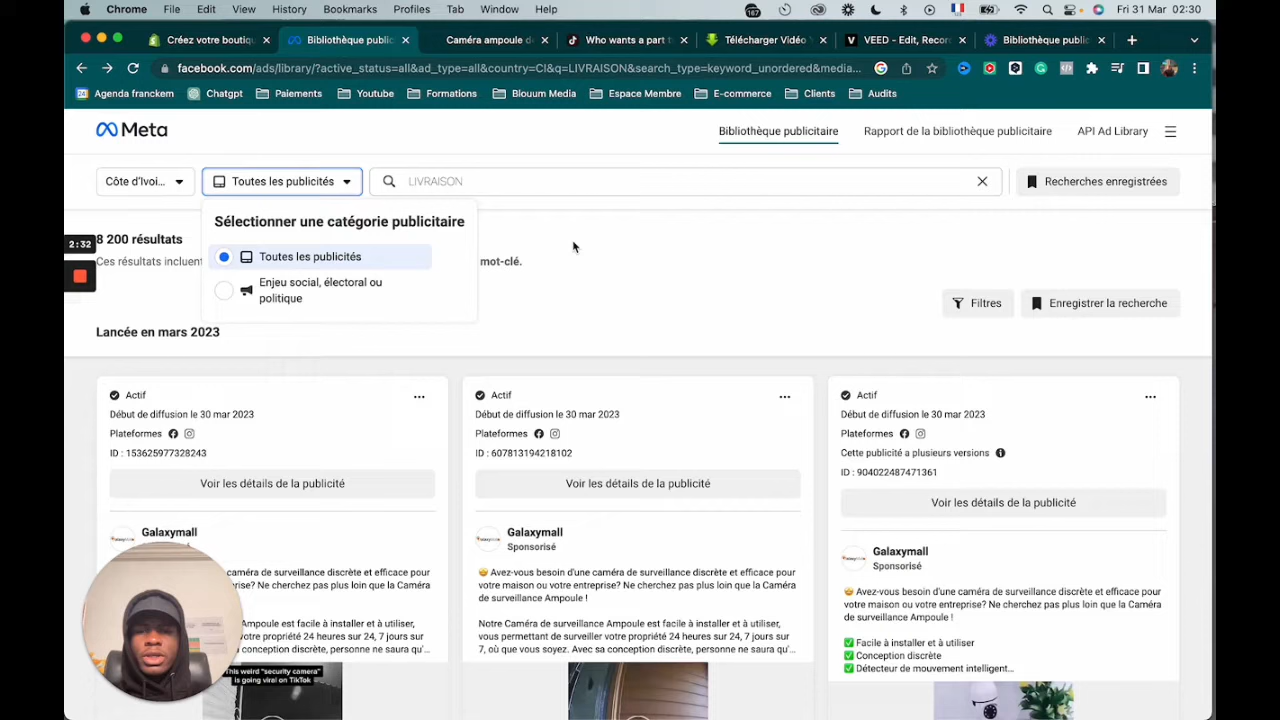 Chrome File Edit View History Bookmarks Profiles Tab Window Help
167
Fri 31 Mar 02:30
Créez votre boutiqu
Bibliothèque public
Caméra ampoule d
Who wants a part t
Télécharger Vidéo
VEED - Edit, Recor
Bibliothèque public
facebook.com/ads/library/?active_status=all&ad_type=all&country=CI&q=LIVRAISON&search_type=keyword_unordered&media...
Agenda franckem
Chatgpt
Paiements
Youtube
Formations
Blouum Media
Espace Membre
E-commerce
Clients
Audits
Meta
Bibliothèque publicitaire
Rapport de la bibliothèque publicitaire
API Ad Library
Côte d'Ivoi...
Toutes les publicités
LIVRAISON
Recherches enregistrées
Sélectionner une catégorie publicitaire
Toutes les publicités
Enjeu social, électoral ou
politique
2:32
8 200 résultats
Ces résultats incluent
mot-clé.
Filtres
Enregistrer la recherche
Lancée en mars 2023
Actif
Début de diffusion le 30 mar 2023
Plateformes
ID : 153625977328243
Voir les détails de la publicité
Galaxymall
caméra de surveillance discrète et efficace pour
reprise? Ne cherchez pas plus loin que la Caméra
Ampoule est facile à installer et à utiliser,
votre propriété 24 heures sur 24, 7 jours sur
conception discrète, personne ne saura qu'...
This weird "security camera"
is going viral on TikTok
Actif
Début de diffusion le 30 mar 2023
Plateformes
ID : 607813194218102
Voir les détails de la publicité
Galaxymall
Sponsorisé
🤩 Avez-vous besoin d'une caméra de surveillance discrète et efficace pour
votre maison ou votre entreprise? Ne cherchez pas plus loin que la Caméra
de surveillance Ampoule !
Notre Caméra de surveillance Ampoule est facile à installer et à utiliser,
vous permettant de surveiller votre propriété 24 heures sur 24, 7 jours sur
7, où que vous soyez. Avec sa conception discrète, personne ne saura qu'...
Actif
Début de diffusion le 30 mar 2023
Plateformes
Cette publicité a plusieurs versions
ID : 904022487471361
Voir les détails de la publicité
Galaxymall
Sponsorisé
🤩 Avez-vous besoin d'une caméra de surveillance discrète et efficace pour
votre maison ou votre entreprise? Ne cherchez pas plus loin que la Caméra
de surveillance Ampoule !
✅ Facile à installer et à utiliser
✅ Conception discrète
✅ Détecteur de mouvement intelligent...